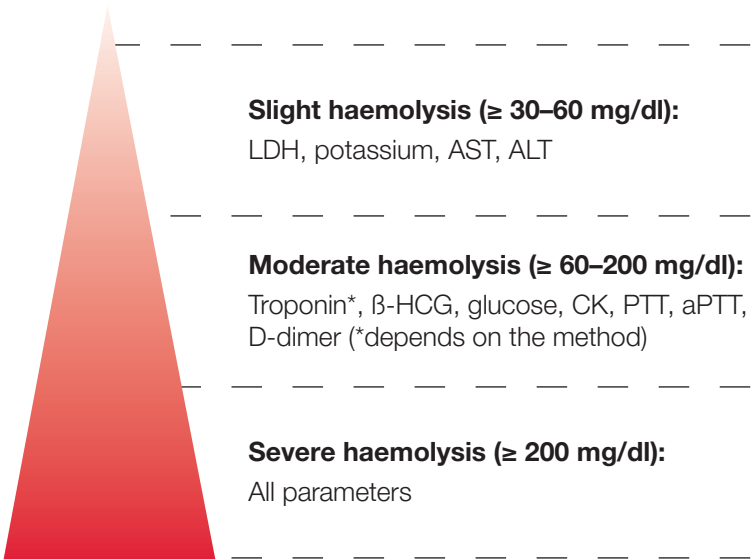 Slight haemolysis (≥ 30–60 mg/dl):
LDH, potassium, AST, ALT
Moderate haemolysis (≥ 60–200 mg/dl):
Troponin*, ß-HCG, glucose, CK, PTT, aPTT,
D-dimer (*depends on the method)
Severe haemolysis (≥ 200 mg/dl):
All parameters